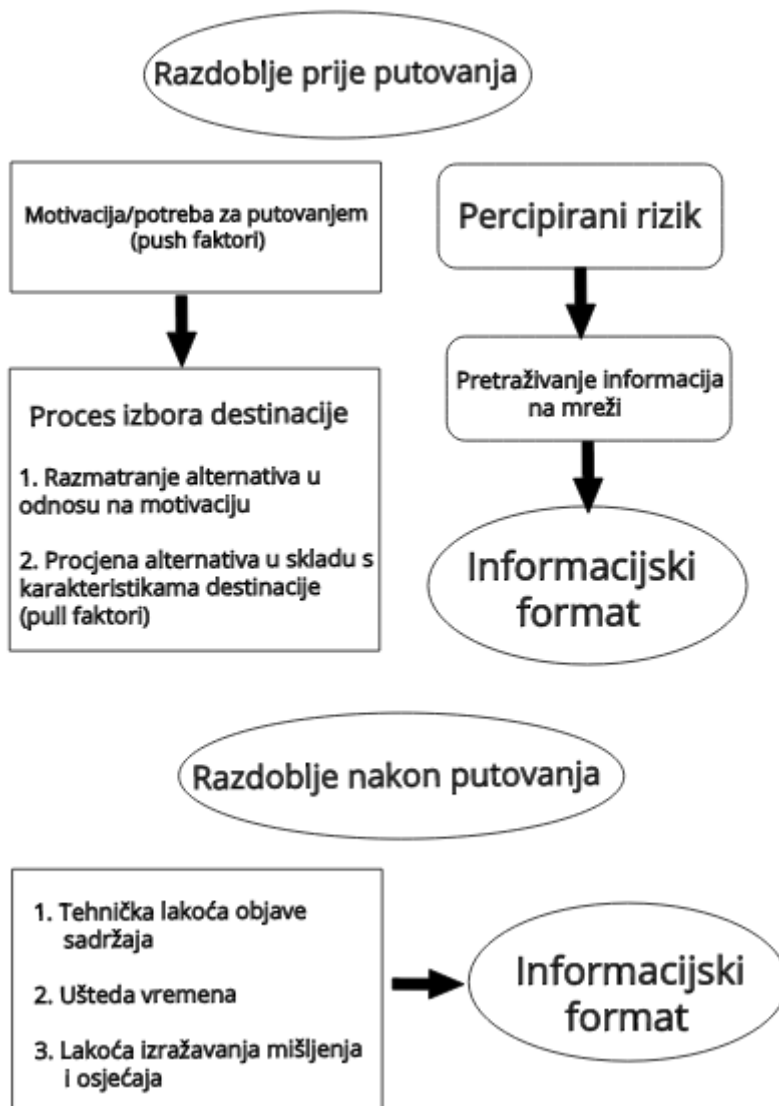 Razdoblje prije putovanja
Motivacija/potreba za putovanjem
(push faktori)
Percipirani rizik
Proces izbora destinacije
1. Razmatranje alternativa u
odnosu na motivaciju
2. Procjena alternativa u skladu s
karakteristikama destinacije
(pull faktori)
Pretraživanje informacija
na mreži
Informacijski
format
Razdoblje nakon putovanja
1. Tehnička lakoća objave
sadržaja
2. Ušteda vremena
3. Lakoća izražavanja mišljenja
i osjećaja
Informacijski
format